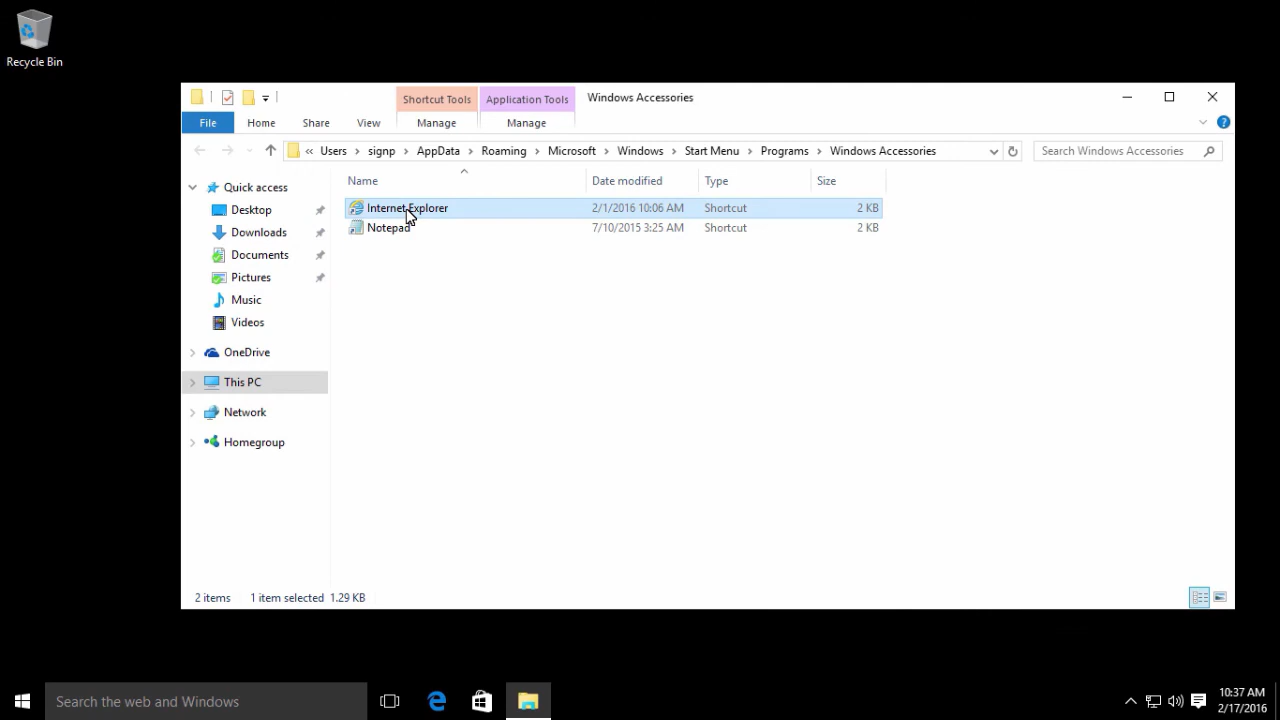 Recycle Bin
Shortcut Tools Application Tools Windows Accessories
File Home Share View Manage Manage
« Users signp AppData Roaming Microsoft Windows Start Menu Programs Windows Accessories Search Windows Accessories
Name Date modified Type Size
Internet Explorer 2/1/2016 10:06 AM Shortcut 2 KB
Notepad 7/10/2015 3:25 AM Shortcut 2 KB
Quick access
Desktop
Downloads
Documents
Pictures
Music
Videos
OneDrive
This PC
Network
Homegroup
2 items 1 item selected 1.29 KB
Search the web and Windows
10:37 AM
2/17/2016